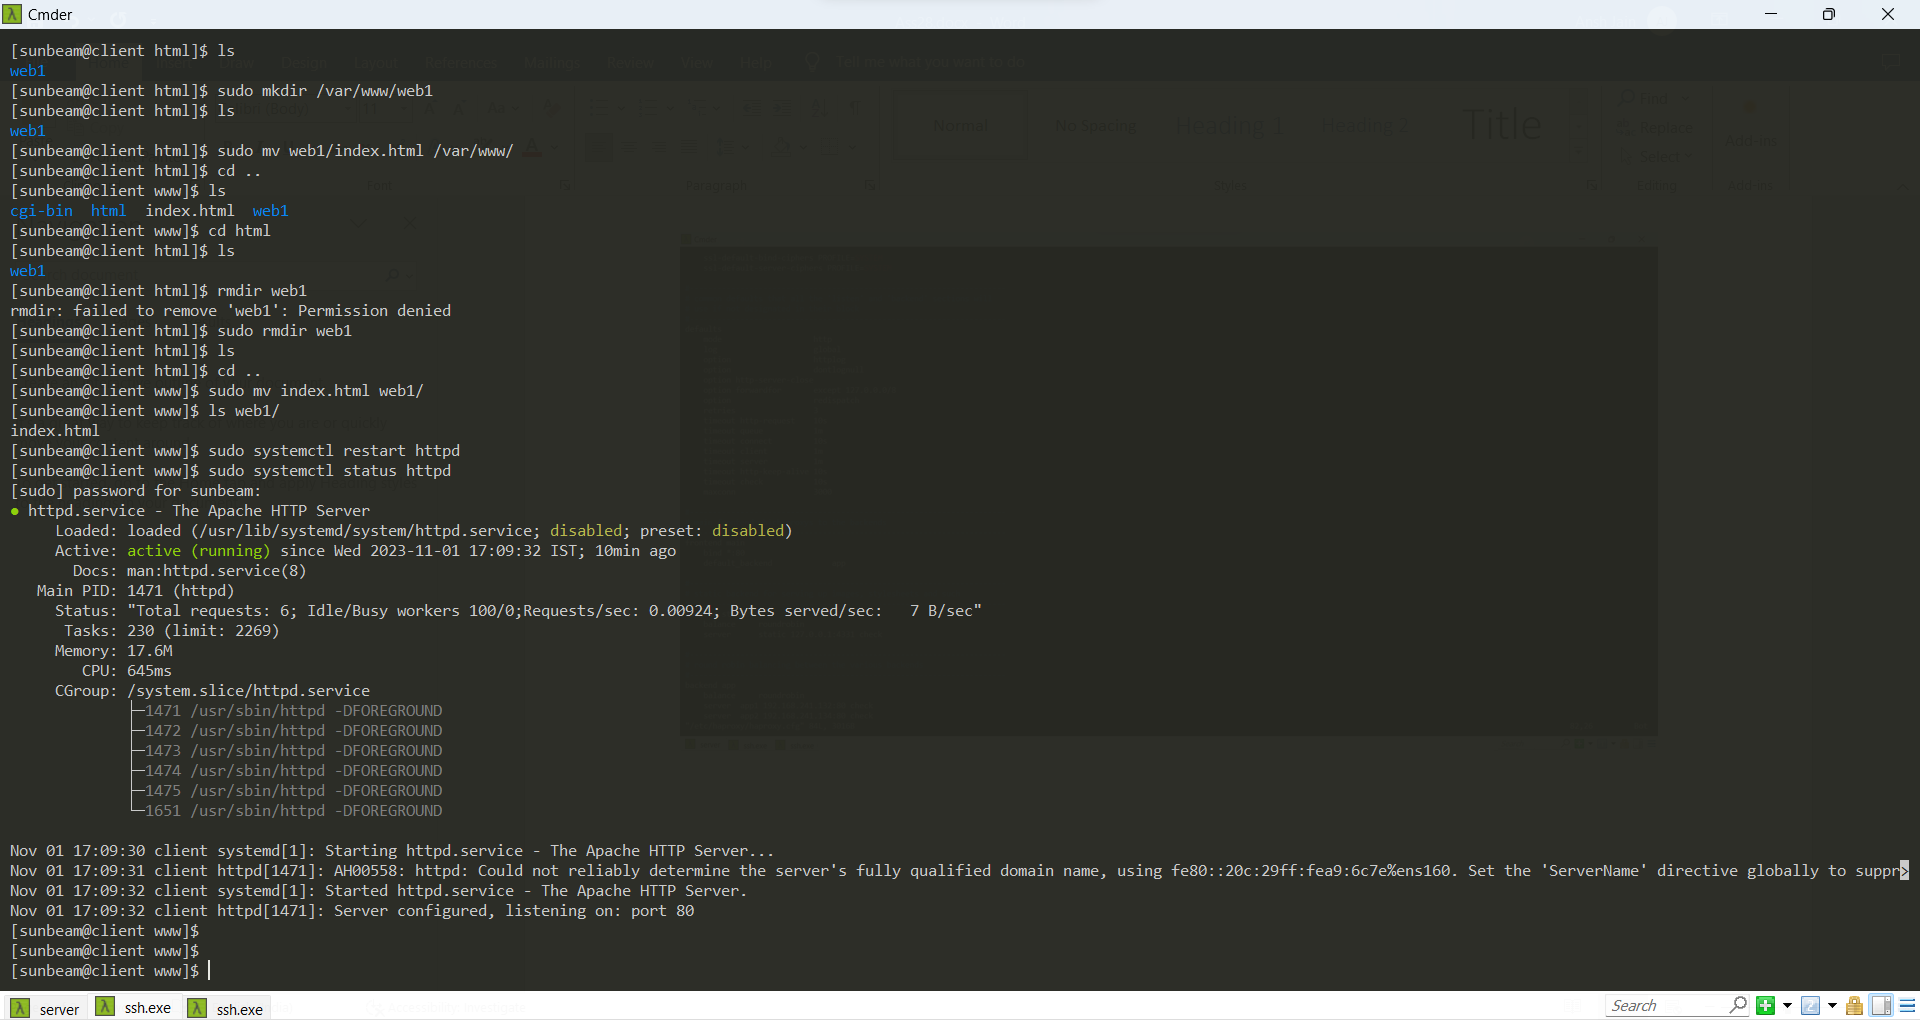 Cmder
[sunbeam@client html]$ ls
web1
[sunbeam@client html]$ sudo mkdir /var/www/web1
[sunbeam@client html]$ ls
web1
[sunbeam@client html]$ sudo mv web1/index.html /var/www/
[sunbeam@client html]$ cd ..
[sunbeam@client www]$ ls
cgi-bin  html  index.html  web1
[sunbeam@client www]$ cd html
[sunbeam@client html]$ ls
web1
[sunbeam@client html]$ rmdir web1
rmdir: failed to remove 'web1': Permission denied
[sunbeam@client html]$ sudo rmdir web1
[sunbeam@client html]$ ls
[sunbeam@client html]$ cd ..
[sunbeam@client www]$ sudo mv index.html web1/
[sunbeam@client www]$ ls web1/
index.html
[sunbeam@client www]$ sudo systemctl restart httpd
[sunbeam@client www]$ sudo systemctl status httpd
[sudo] password for sunbeam:
● httpd.service - The Apache HTTP Server
     Loaded: loaded (/usr/lib/systemd/system/httpd.service; disabled; preset: disabled)
     Active: active (running) since Wed 2023-11-01 17:09:32 IST; 10min ago
       Docs: man:httpd.service(8)
   Main PID: 1471 (httpd)
     Status: "Total requests: 6; Idle/Busy workers 100/0;Requests/sec: 0.00924; Bytes served/sec:   7 B/sec"
      Tasks: 230 (limit: 2269)
     Memory: 17.6M
        CPU: 645ms
     CGroup: /system.slice/httpd.service
             ├─1471 /usr/sbin/httpd -DFOREGROUND
             ├─1472 /usr/sbin/httpd -DFOREGROUND
             ├─1473 /usr/sbin/httpd -DFOREGROUND
             ├─1474 /usr/sbin/httpd -DFOREGROUND
             ├─1475 /usr/sbin/httpd -DFOREGROUND
             └─1651 /usr/sbin/httpd -DFOREGROUND
Nov 01 17:09:30 client systemd[1]: Starting httpd.service - The Apache HTTP Server...
Nov 01 17:09:31 client httpd[1471]: AH00558: httpd: Could not reliably determine the server's fully qualified domain name, using fe80::20c:29ff:fea9:6c7e%ens160. Set the 'ServerName' directive globally to suppr>
Nov 01 17:09:32 client systemd[1]: Started httpd.service - The Apache HTTP Server.
Nov 01 17:09:32 client httpd[1471]: Server configured, listening on: port 80
[sunbeam@client www]$
[sunbeam@client www]$
[sunbeam@client www]$
server ssh.exe ssh.exe Search